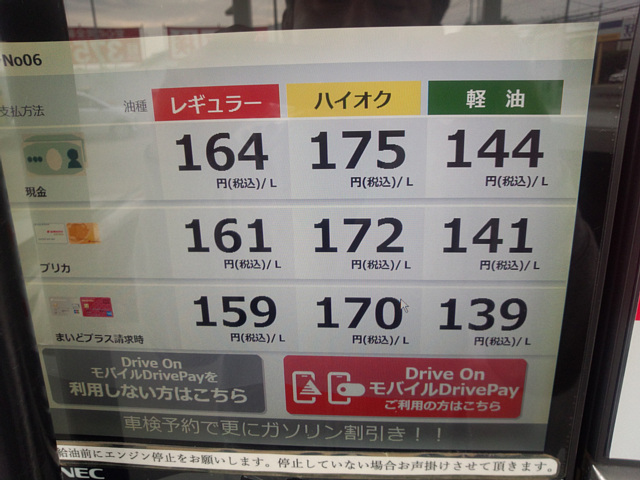 No06
支払方法 油種 レギュラー ハイオク 軽油
現金 164 175 144
円(税込)/L 円(税込)/L 円(税込)/L
プリカ 161 172 141
円(税込)/L 円(税込)/L 円(税込)/L
まいどプラス請求時 159 170 139
円(税込)/L 円(税込)/L 円(税込)/L
Drive On
モバイルDrivePayを
利用しない方はこちら
Drive On
モバイルDrivePay
ご利用の方はこちら
車検予約で更にガソリン割引き!!
給油前にエンジン停止をお願いします。停止していない場合お声掛けさせて頂きます。
NEC